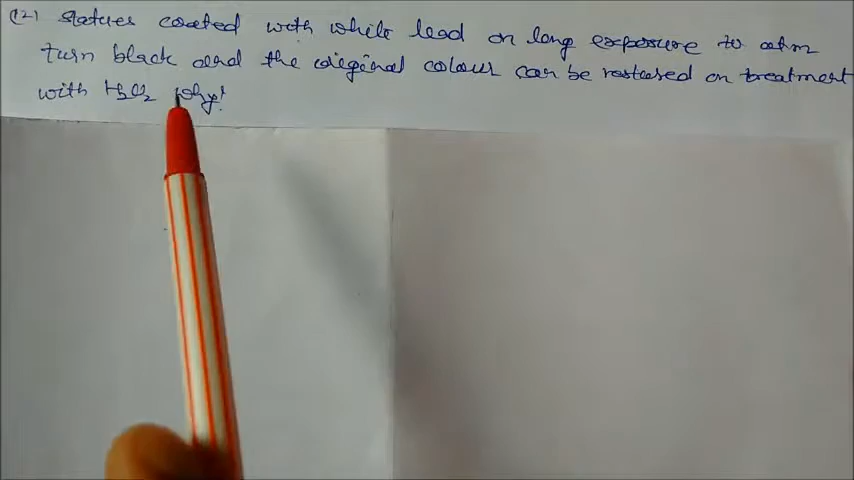 (12) statues coated with white lead on long exposure to atm
turn black and the original colour can be restored on treatment
with H2O2 why?